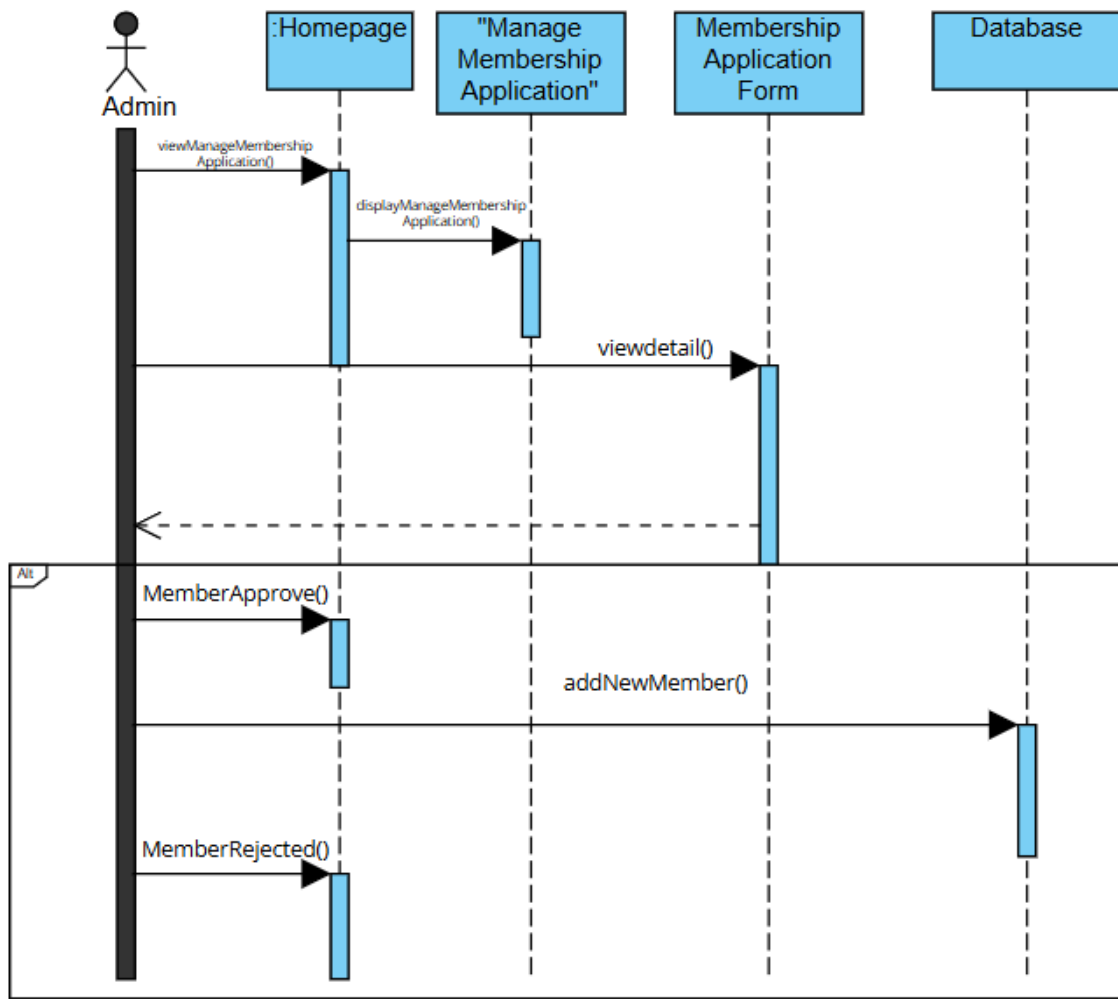 :Homepage
"Manage
Membership
Application"
Membership
Application
Form
Database
Admin
viewManageMembership
Application()
displayManageMembership
Application()
viewdetail()
Alt
MemberApprove()
addNewMember()
MemberRejected()